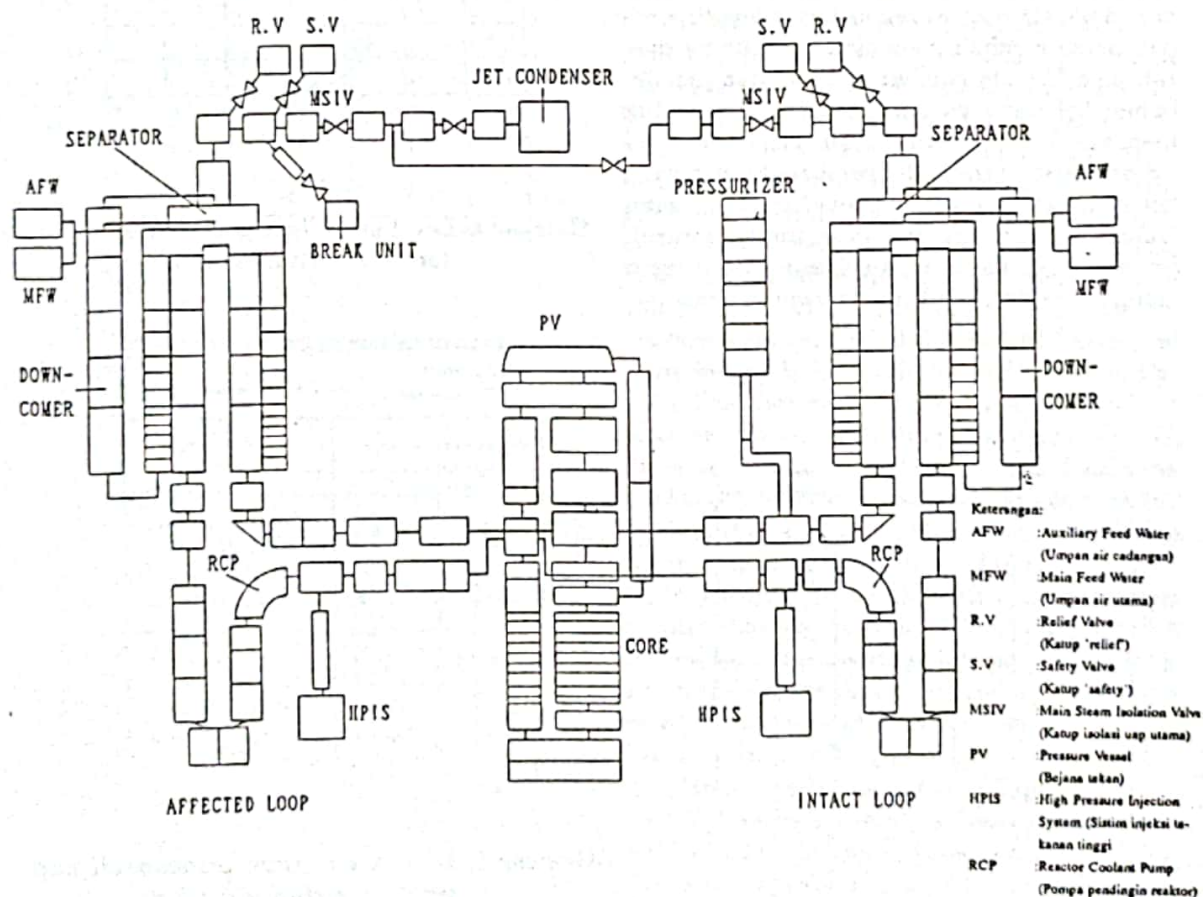 R.V S.V
S.V R.V
JET CONDENSER
MSIV
MSIV
SEPARATOR
SEPARATOR
AFW
PRESSURIZER
AFW
BREAK UNIT
MFW
MFW
PV
DOWN-
COMER
DOWN-
COMER
RCP
RCP
CORE
HPIS
HPIS
AFFECTED LOOP
INTACT LOOP
Keterangan:
AFW :Auxiliary Feed Water
(Umpan air cadangan)
MFW :Main Feed Water
(Umpan air utama)
R.V :Relief Valve
(Katup 'relief')
S.V :Safety Valve
(Katup 'safety')
MSIV :Main Steam Isolation Valve
(Katup isolasi uap utama)
PV :Pressure Vessel
(Bejana tekan)
HPIS :High Pressure Injection
System (Sistim injeksi te-
kanan tinggi
RCP :Reactor Coolant Pump
(Pompa pendingin reaktor)